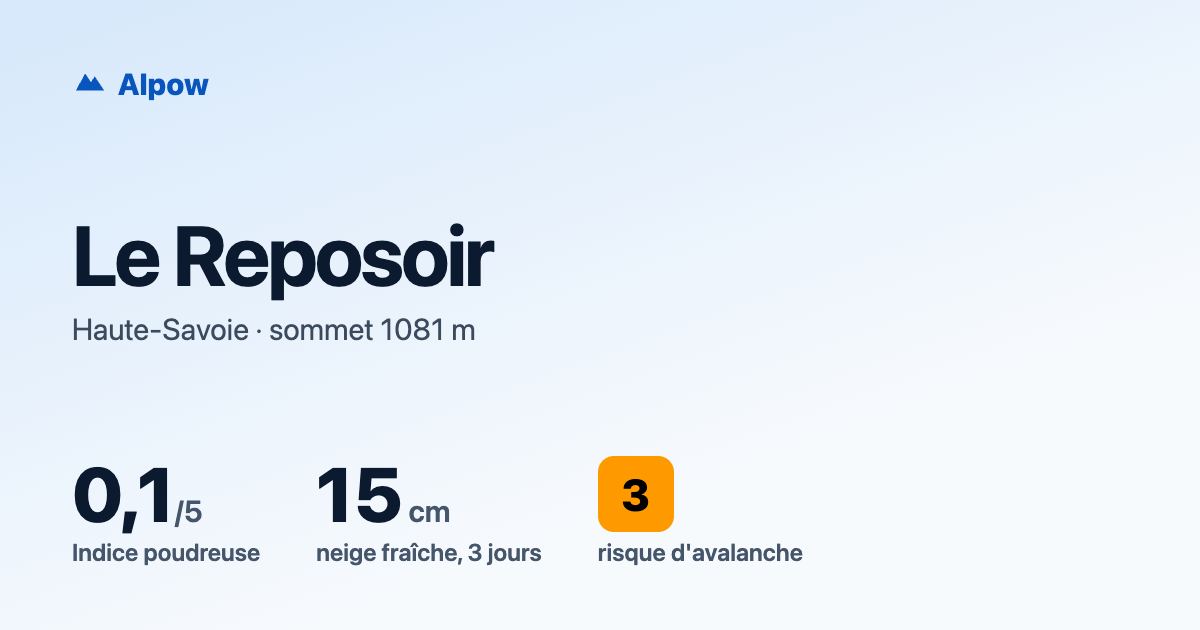 Alpow
Le Reposoir
Haute-Savoie · sommet 1081 m
0,1/5
Indice poudreuse
15 cm
neige fraîche, 3 jours
3
risque d'avalanche